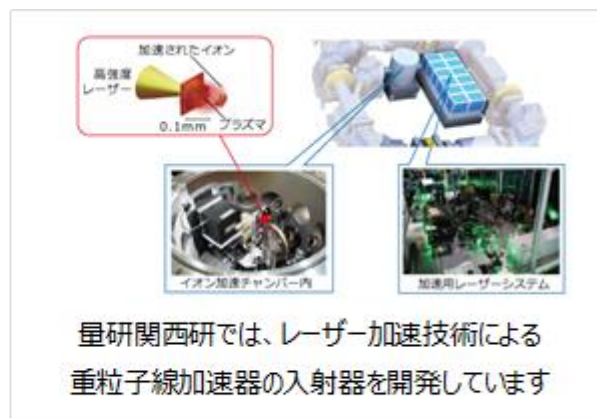 加速されたイオン
高強度
レーザー
0.1mm
プラズマ
イオン加速チャンバー内
加速用レーザーシステム
量研関西研では、レーザー加速技術による
重粒子線加速器の入射器を開発しています